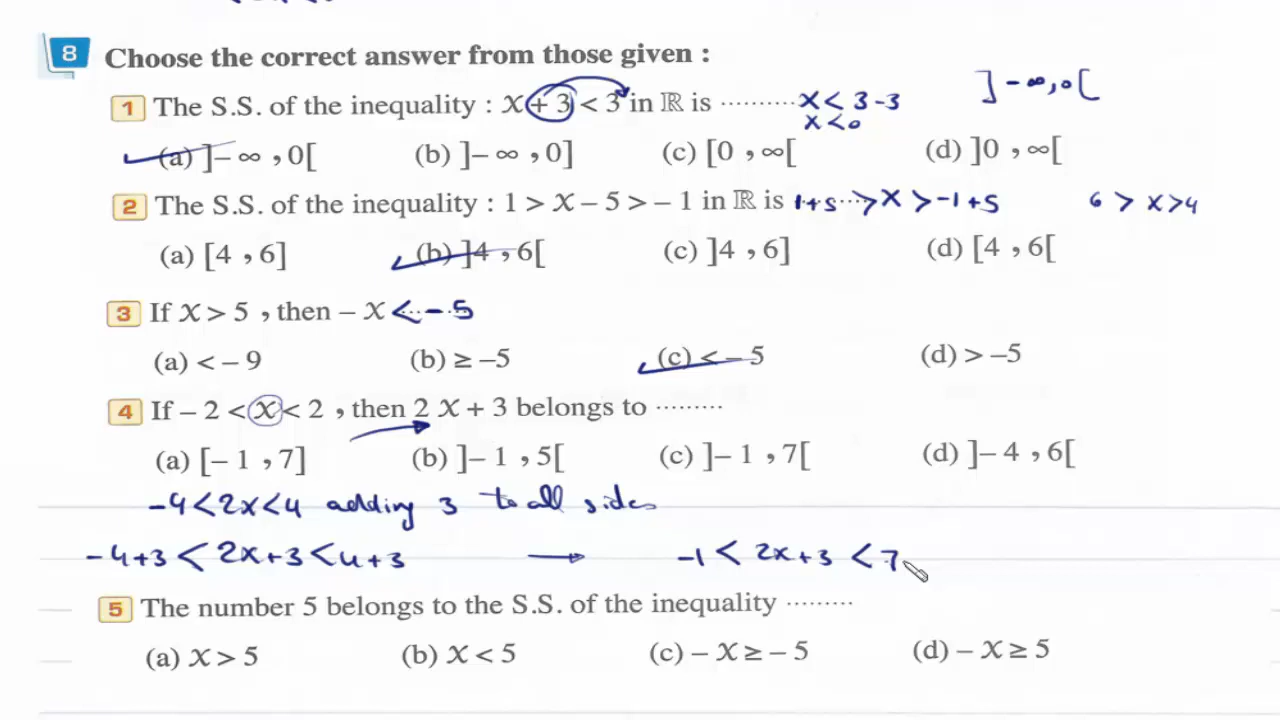 8 Choose the correct answer from those given :
1 The S.S. of the inequality : x + 3 < 3 in ℝ is ·········· x < 3 - 3 ]-∞, 0[
x < 0
(a) ]– ∞ , 0[ (b) ]– ∞ , 0] (c) [0 , ∞[ (d) ]0 , ∞[
2 The S.S. of the inequality : 1 > x – 5 > – 1 in ℝ is 1+5 > x > -1+5 6 > x > 4
(a) [4 , 6] (b) ]4 , 6[ (c) ]4 , 6] (d) [4 , 6[
3 If x > 5 , then – x < - 5
(a) < – 9 (b) ≥ –5 (c) < – 5 (d) > –5
4 If – 2 < x < 2 , then 2 x + 3 belongs to ·········
(a) [– 1 , 7] (b) ]– 1 , 5[ (c) ]– 1 , 7[ (d) ]– 4 , 6[
-4 < 2x < 4 adding 3 to all sides
-4+3 < 2x+3 < 4+3 → -1 < 2x+3 < 7
5 The number 5 belongs to the S.S. of the inequality ·········
(a) x > 5 (b) x < 5 (c) – x ≥ – 5 (d) – x ≥ 5